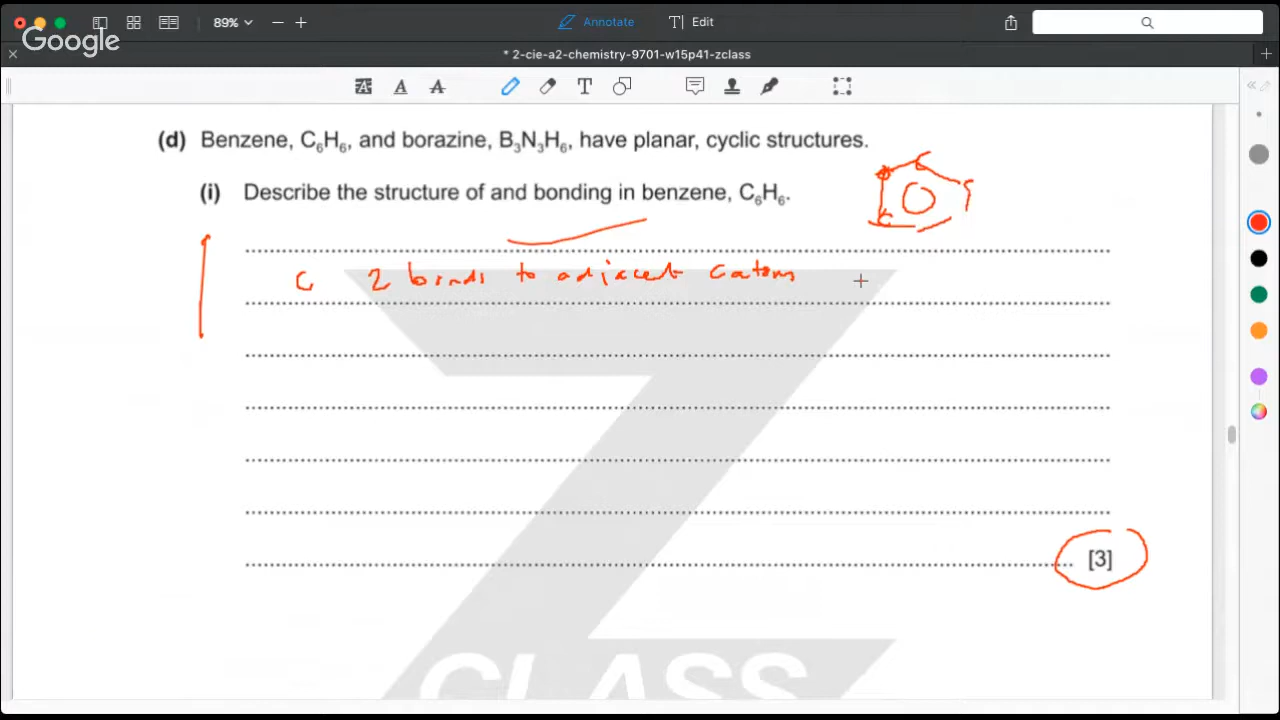 89%
Annotate
T Edit
Google
* 2-cie-a2-chemistry-9701-w15p41-zclass
(d) Benzene, C₆H₆, and borazine, B₃N₃H₆, have planar, cyclic structures.
(i) Describe the structure of and bonding in benzene, C₆H₆.
C 2 bonds to adjacent C atoms
[3]
CLASS